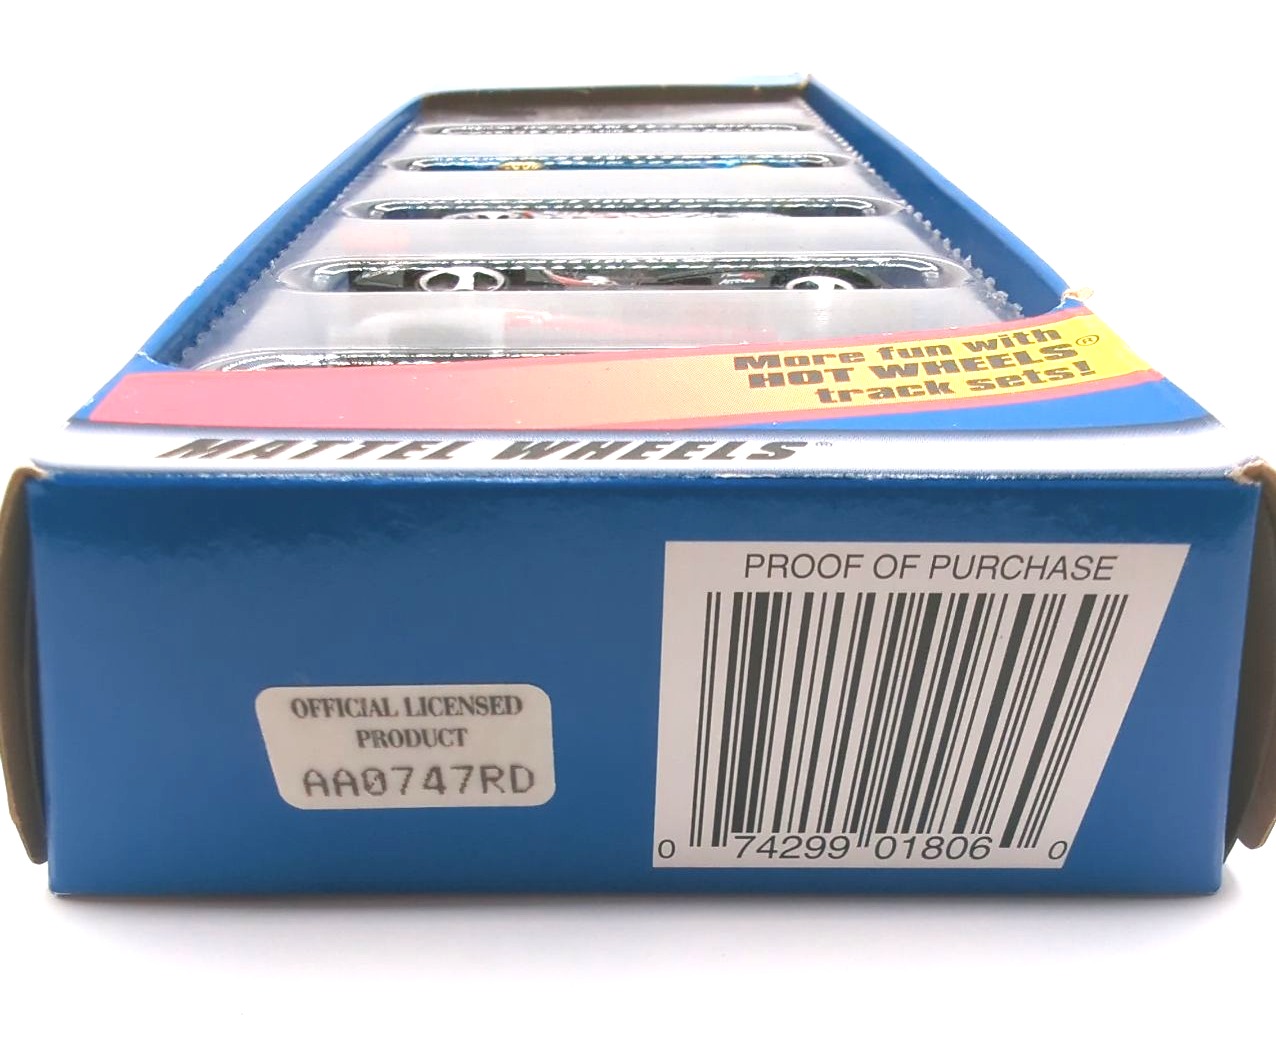 More fun with
HOT WHEELS®
track sets!
MATTEL WHEELS™
PROOF OF PURCHASE
0 74299 01806 0
OFFICIAL LICENSED
PRODUCT
AA0747RD